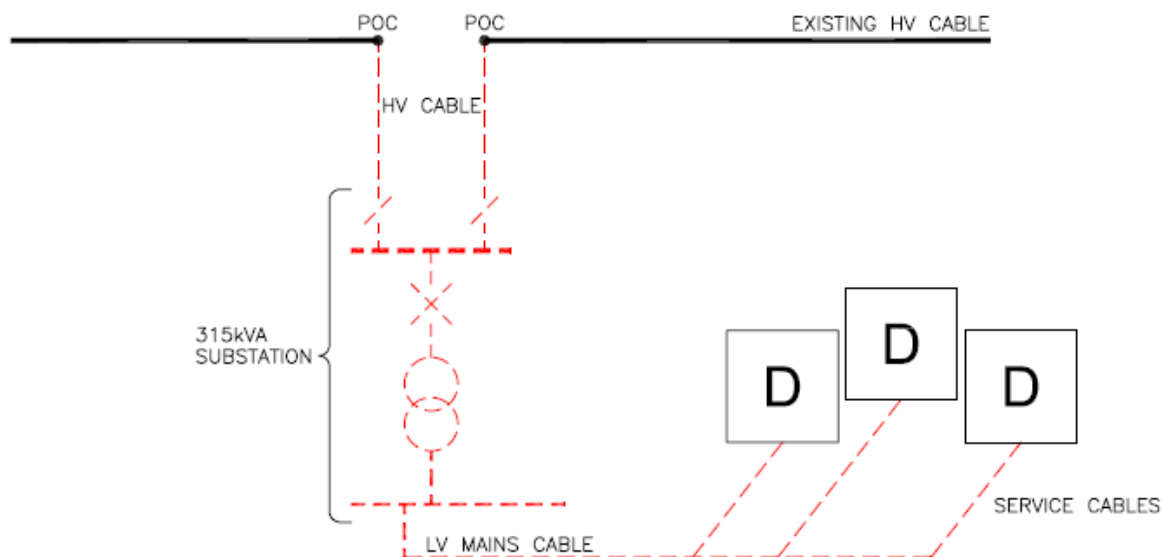 POC
POC
EXISTING HV CABLE
HV CABLE
315kVA
SUBSTATION
D
D
D
SERVICE CABLES
LV MAINS CABLE